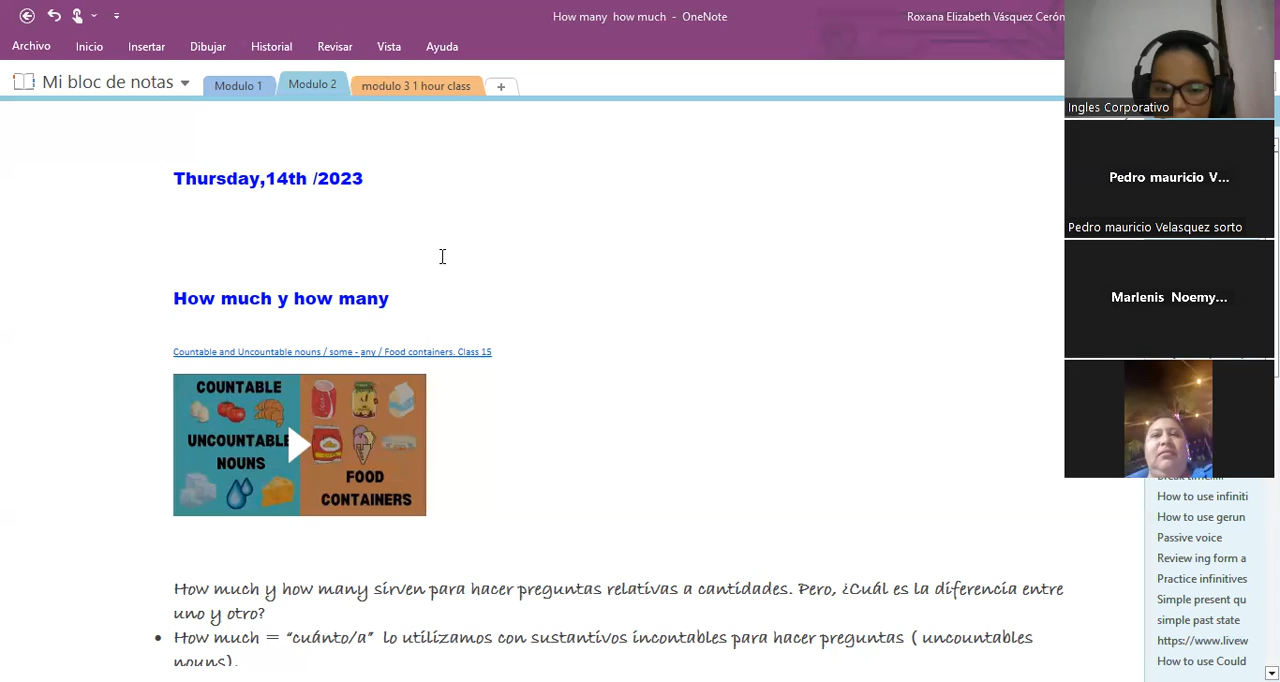 How many how much - OneNote
Roxana Elizabeth Vásquez Cerón
Archivo Inicio Insertar Dibujar Historial Revisar Vista Ayuda
Mi bloc de notas Modulo 1 Modulo 2 modulo 3 1 hour class +
Ingles Corporativo
Pedro mauricio V...
Pedro mauricio Velasquez sorto
Marlenis Noemy...
Thursday,14th /2023
How much y how many
Countable and Uncountable nouns / some - any / Food containers. Class 15
COUNTABLE
UNCOUNTABLE
NOUNS
FOOD
CONTAINERS
How much y how many sirven para hacer preguntas relativas a cantidades. Pero, ¿Cuál es la diferencia entre
uno y otro?
• How much = “cuánto/a” lo utilizamos con sustantivos incontables para hacer preguntas ( uncountables
nouns).
How to use infiniti
How to use gerun
Passive voice
Review ing form a
Practice infinitives
Simple present qu
simple past state
https://www.livew
How to use Could